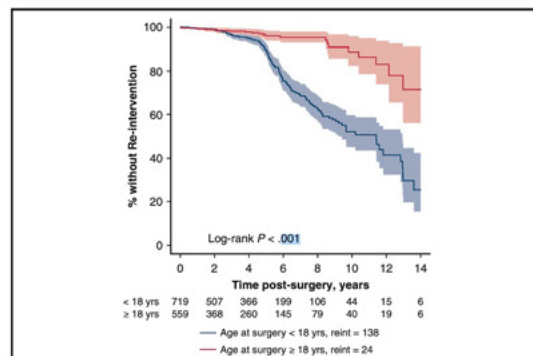 % without Re-intervention
100
80
60
40
20
0
Log-rank P < .001
0 2 4 6 8 10 12 14
Time post-surgery, years
< 18 yrs 719 507 366 199 106 44 15 6
≥ 18 yrs 559 368 260 145 79 40 19 6
Age at surgery < 18 yrs, reint = 138
Age at surgery ≥ 18 yrs, reint = 24